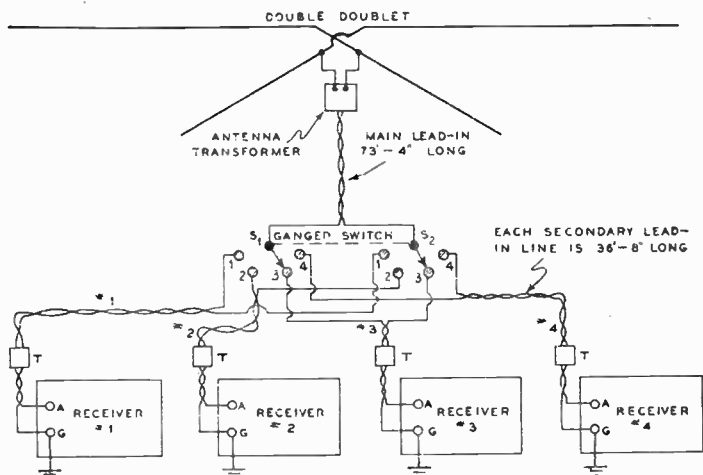 DOUBLE DOUBLET
ANTENNA
TRANSFORMER
MAIN LEAD-IN
73'-4" LONG
S1 GANGED SWITCH S2
EACH SECONDARY LEAD-
IN LINE IS 36'-8" LONG
1 2 3 4
1 2 3 4
#1
#2
#3
#4
T
T
T
T
A
RECEIVER
#1
G
A
RECEIVER
#2
G
A
RECEIVER
#3
G
A
RECEIVER
#4
G